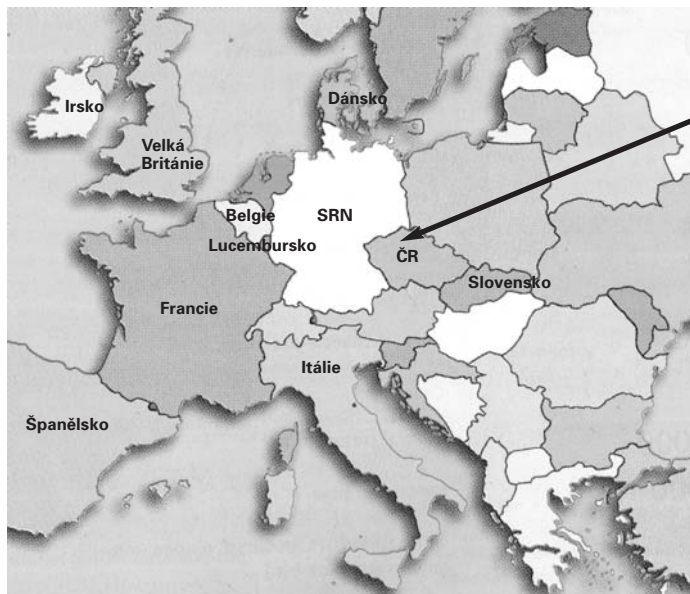 Irsko
Dánsko
Velká
Británie
Belgie
SRN
Lucembursko
ČR
Slovensko
Francie
Itálie
Španělsko